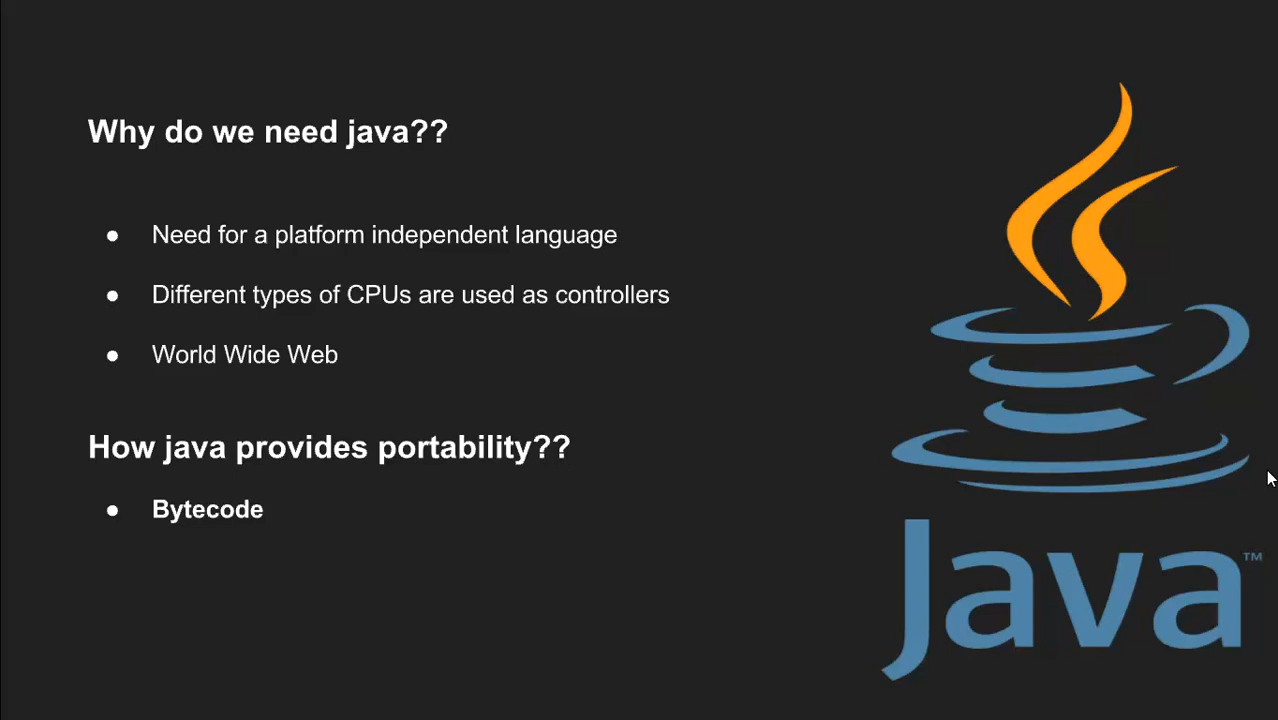 Why do we need java??
● Need for a platform independent language
● Different types of CPUs are used as controllers
● World Wide Web
How java provides portability??
● Bytecode
Java™